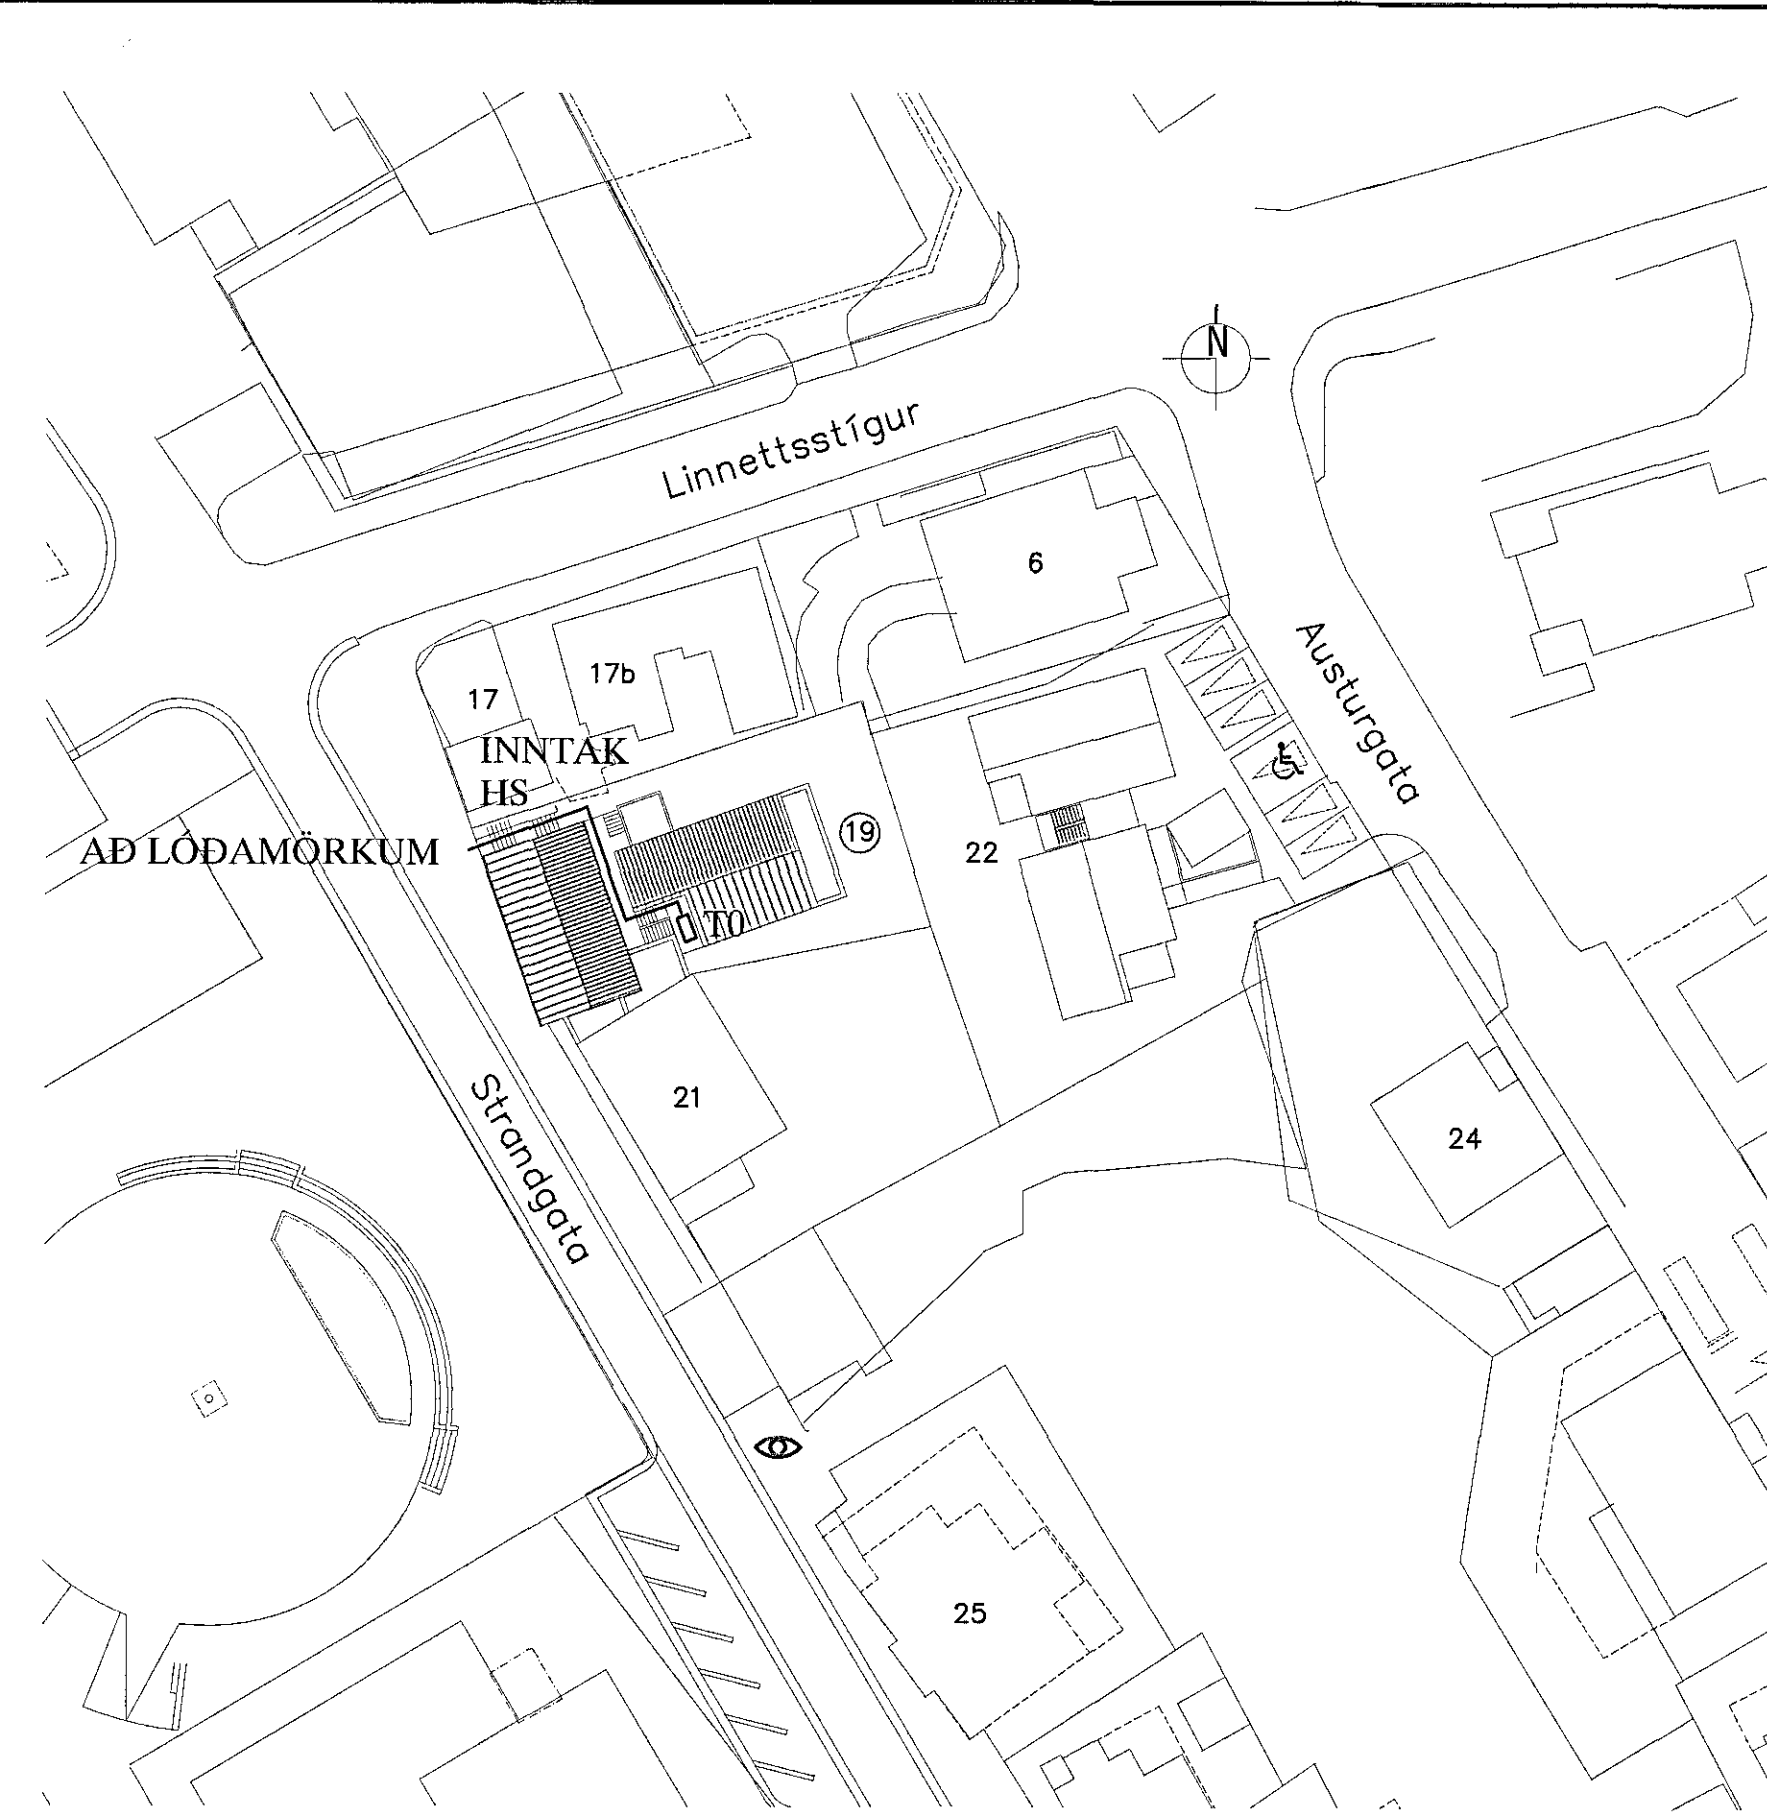 N
Linnettsstígur
6
Austurgata
17b
17
INNTAK
HS
AÐ LÓÐAMÖRKUM
19
22
T0
21
Strandgata
24
25